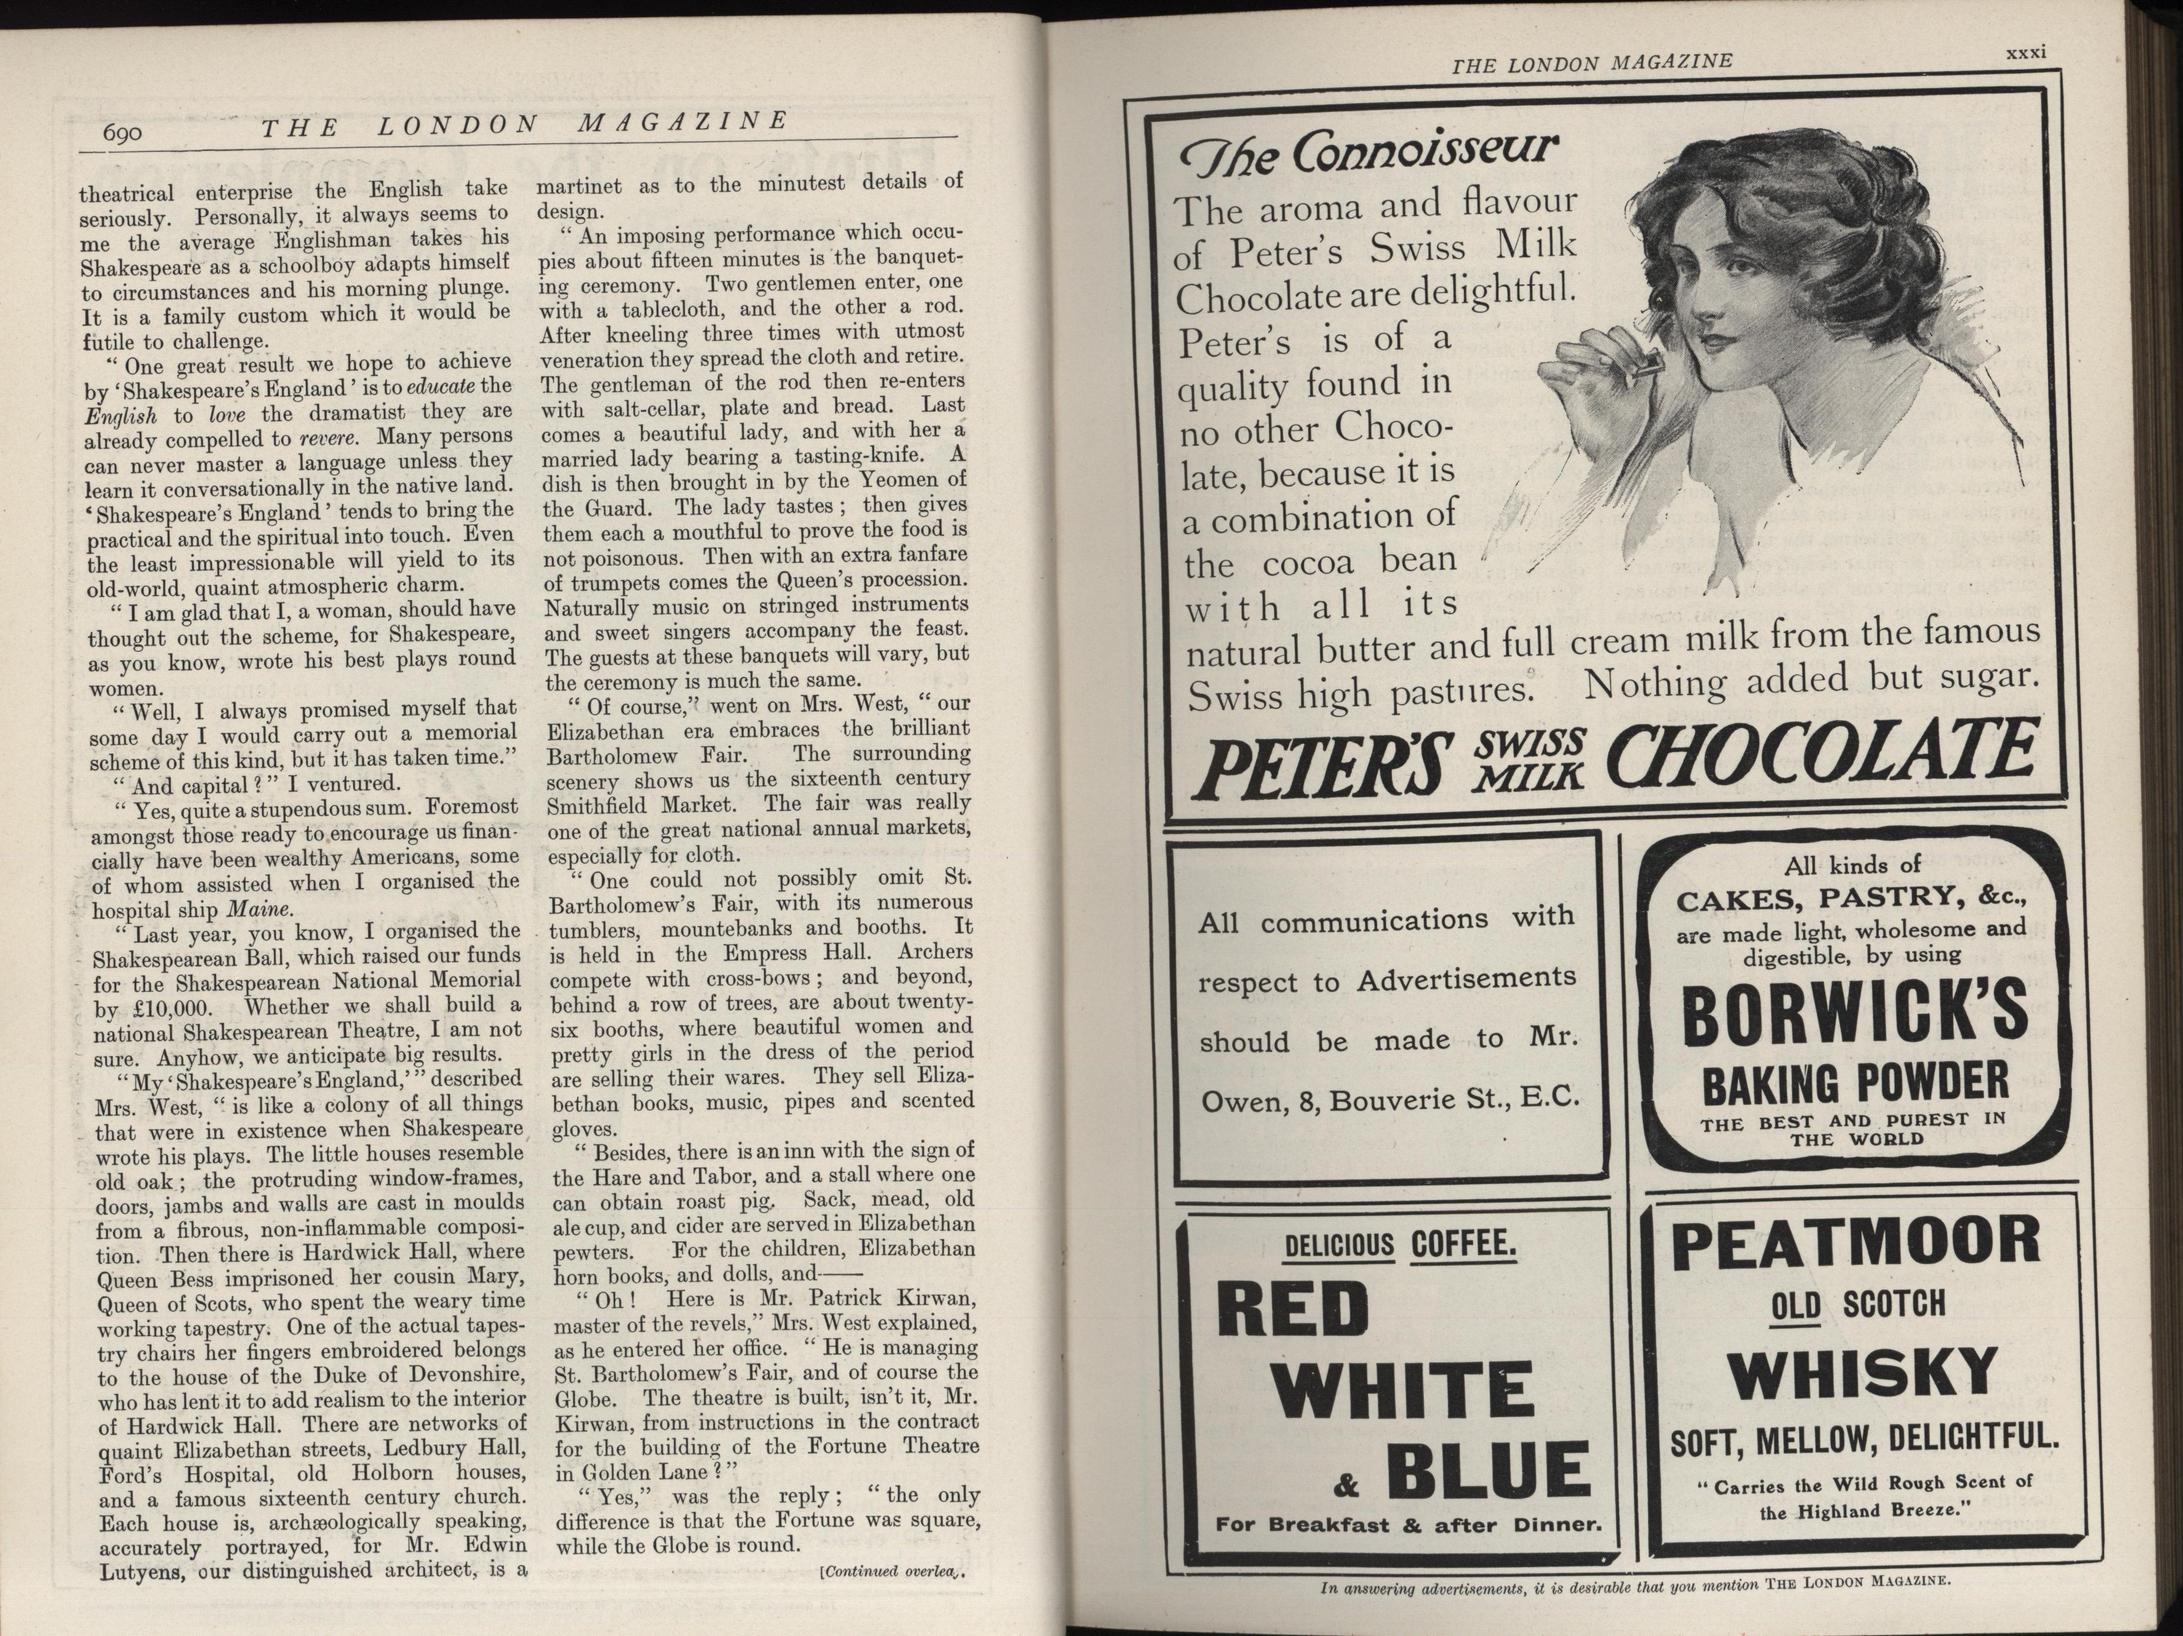 690
THE LONDON MAGAZINE
theatrical enterprise the English take
seriously. Personally, it always seems to
me the average Englishman takes his
Shakespeare as a schoolboy adapts himself
to circumstances and his morning plunge.
It is a family custom which it would be
futile to challenge.
“ One great result we hope to achieve
by ‘ Shakespeare's England ’ is to educate the
English to love the dramatist they are
already compelled to revere. Many persons
can never master a language unless they
learn it conversationally in the native land.
‘ Shakespeare's England ’ tends to bring the
practical and the spiritual into touch. Even
the least impressionable will yield to its
old-world, quaint atmospheric charm.
“ I am glad that I, a woman, should have
thought out the scheme, for Shakespeare,
as you know, wrote his best plays round
women.
“ Well, I always promised myself that
some day I would carry out a memorial
scheme of this kind, but it has taken time.”
“ And capital ? ” I ventured.
“ Yes, quite a stupendous sum. Foremost
amongst those ready to encourage us finan-
cially have been wealthy Americans, some
of whom assisted when I organised the
hospital ship Maine.
“ Last year, you know, I organised the
Shakespearean Ball, which raised our funds
for the Shakespearean National Memorial
by £10,000. Whether we shall build a
national Shakespearean Theatre, I am not
sure. Anyhow, we anticipate big results.
“ My ‘ Shakespeare's England,’ ” described
Mrs. West, “ is like a colony of all things
that were in existence when Shakespeare
wrote his plays. The little houses resemble
old oak ; the protruding window-frames,
doors, jambs and walls are cast in moulds
from a fibrous, non-inflammable composi-
tion. Then there is Hardwick Hall, where
Queen Bess imprisoned her cousin Mary,
Queen of Scots, who spent the weary time
working tapestry. One of the actual tapes-
try chairs her fingers embroidered belongs
to the house of the Duke of Devonshire,
who has lent it to add realism to the interior
of Hardwick Hall. There are networks of
quaint Elizabethan streets, Ledbury Hall,
Ford's Hospital, old Holborn houses,
and a famous sixteenth century church.
Each house is, archæologically speaking,
accurately portrayed, for Mr. Edwin
Lutyens, our distinguished architect, is a
martinet as to the minutest details of
design.
“ An imposing performance which occu-
pies about fifteen minutes is the banquet-
ing ceremony. Two gentlemen enter, one
with a tablecloth, and the other a rod.
After kneeling three times with utmost
veneration they spread the cloth and retire.
The gentleman of the rod then re-enters
with salt-cellar, plate and bread. Last
comes a beautiful lady, and with her a
married lady bearing a tasting-knife. A
dish is then brought in by the Yeomen of
the Guard. The lady tastes ; then gives
them each a mouthful to prove the food is
not poisonous. Then with an extra fanfare
of trumpets comes the Queen's procession.
Naturally music on stringed instruments
and sweet singers accompany the feast.
The guests at these banquets will vary, but
the ceremony is much the same.
“ Of course,” went on Mrs. West, “ our
Elizabethan era embraces the brilliant
Bartholomew Fair. The surrounding
scenery shows us the sixteenth century
Smithfield Market. The fair was really
one of the great national annual markets,
especially for cloth.
“ One could not possibly omit St.
Bartholomew's Fair, with its numerous
tumblers, mountebanks and booths. It
is held in the Empress Hall. Archers
compete with cross-bows ; and beyond,
behind a row of trees, are about twenty-
six booths, where beautiful women and
pretty girls in the dress of the period
are selling their wares. They sell Eliza-
bethan books, music, pipes and scented
gloves.
“ Besides, there is an inn with the sign of
the Hare and Tabor, and a stall where one
can obtain roast pig. Sack, mead, old
ale cup, and cider are served in Elizabethan
pewters. For the children, Elizabethan
horn books, and dolls, and——
“ Oh ! Here is Mr. Patrick Kirwan,
master of the revels,” Mrs. West explained,
as he entered her office. “ He is managing
St. Bartholomew's Fair, and of course the
Globe. The theatre is built, isn't it, Mr.
Kirwan, from instructions in the contract
for the building of the Fortune Theatre
in Golden Lane ? ”
“ Yes,” was the reply ; “ the only
difference is that the Fortune was square,
while the Globe is round.
[Continued overleaf.
THE LONDON MAGAZINE
xxxi
The Connoisseur
The aroma and flavour
of Peter's Swiss Milk
Chocolate are delightful.
Peter's is of a
quality found in
no other Choco-
late, because it is
a combination of
the cocoa bean
with all its
natural butter and full cream milk from the famous
Swiss high pastures. Nothing added but sugar.
PETER'S SWISS MILK CHOCOLATE
All communications with
respect to Advertisements
should be made to Mr.
Owen, 8, Bouverie St., E.C.
All kinds of
CAKES, PASTRY, &c.,
are made light, wholesome and
digestible, by using
BORWICK'S
BAKING POWDER
THE BEST AND PUREST IN
THE WORLD
DELICIOUS COFFEE.
RED
WHITE
& BLUE
For Breakfast & after Dinner.
PEATMOOR
OLD SCOTCH
WHISKY
SOFT, MELLOW, DELIGHTFUL.
“ Carries the Wild Rough Scent of
the Highland Breeze.”
In answering advertisements, it is desirable that you mention THE LONDON MAGAZINE.